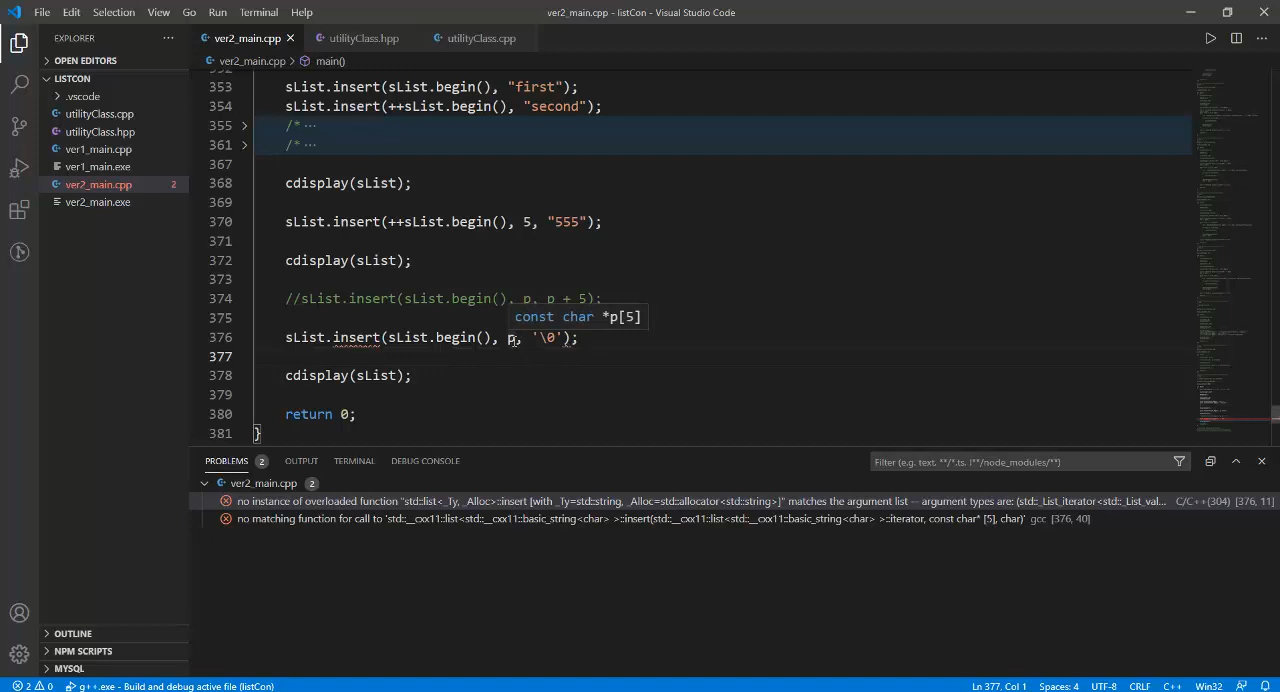 File Edit Selection View Go Run Terminal Help ver2_main.cpp - listCon - Visual Studio Code
EXPLORER
OPEN EDITORS
LISTCON
.vscode
utilityClass.cpp
utilityClass.hpp
ver1_main.cpp
ver1_main.exe
ver2_main.cpp 2
ver2_main.exe
OUTLINE
NPM SCRIPTS
MYSQL
ver2_main.cpp utilityClass.hpp utilityClass.cpp
ver2_main.cpp > main()
353 sList.insert(sList.begin(), "first");
354 sList.insert(++sList.begin(), "second");
355 /* ···
361 /* ···
367
368 cdisplay(sList);
369
370 sList.insert(++sList.begin(), 5, "555");
371
372 cdisplay(sList);
373
374 //sList.insert(sList.begin(), p, p + 5);
375 const char *p[5]
376 sList.insert(sList.begin(), p, '\0');
377
378 cdisplay(sList);
379
380 return 0;
381 }
PROBLEMS 2 OUTPUT TERMINAL DEBUG CONSOLE Filter (e.g. text, **/*.ts, !**/node_modules/**)
ver2_main.cpp 2
no instance of overloaded function "std::list<_Ty, _Alloc>::insert [with _Ty=std::string, _Alloc=std::allocator<std::string>]" matches the argument list -- argument types are: (std::_List_iterator<std::_List_val... C/C++(304) [376, 11]
no matching function for call to 'std::__cxx11::list<std::__cxx11::basic_string<char> >::insert(std::__cxx11::list<std::__cxx11::basic_string<char> >::iterator, const char* [5], char)' gcc [376, 40]
2 0 g++.exe - Build and debug active file (listCon) Ln 377, Col 1 Spaces: 4 UTF-8 CRLF C++ Win32